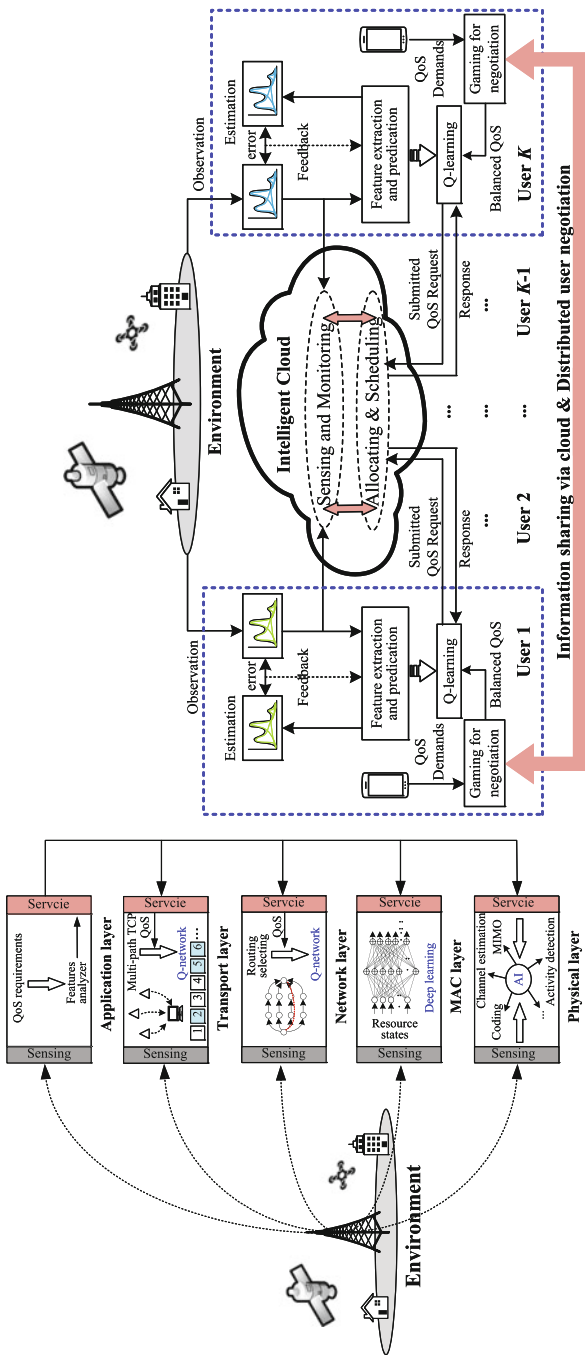 QoS requirements
Features
analyzer
Sensing
Servcie
Application layer
Multi-path TCP
QoS
Q-network
1 2 3 4 5 6 ...
Sensing
Servcie
Transport layer
Routing
selecting
QoS
Q-network
Sensing
Servcie
Network layer
Resource
states
Deep learning
Sensing
Servcie
MAC layer
Channel estimation
Coding
MIMO
AI
...
Activity detection
Sensing
Servcie
Physical layer
Environment
Environment
Observation
Observation
Estimation
error
Feedback
Feature extraction
and predication
QoS
Demands
Q-learning
Gaming for
negotiation
Balanced QoS
User 1
Intelligent Cloud
Sensing and Monitoring
Allocating & Scheduling
Submitted
QoS Request
Response
...
User 2
...
...
...
Submitted
QoS Request
Response
...
User K-1
Estimation
error
Feedback
Feature extraction
and predication
QoS
Demands
Q-learning
Gaming for
negotiation
Balanced QoS
User K
Information sharing via cloud & Distributed user negotiation